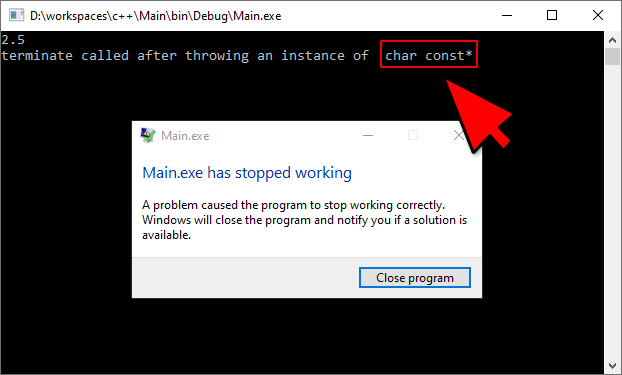 D:\workspaces\c++\Main\bin\Debug\Main.exe
2.5
terminate called after throwing an instance of char const*
Main.exe
Main.exe has stopped working
A problem caused the program to stop working correctly.
Windows will close the program and notify you if a solution is
available.
Close program